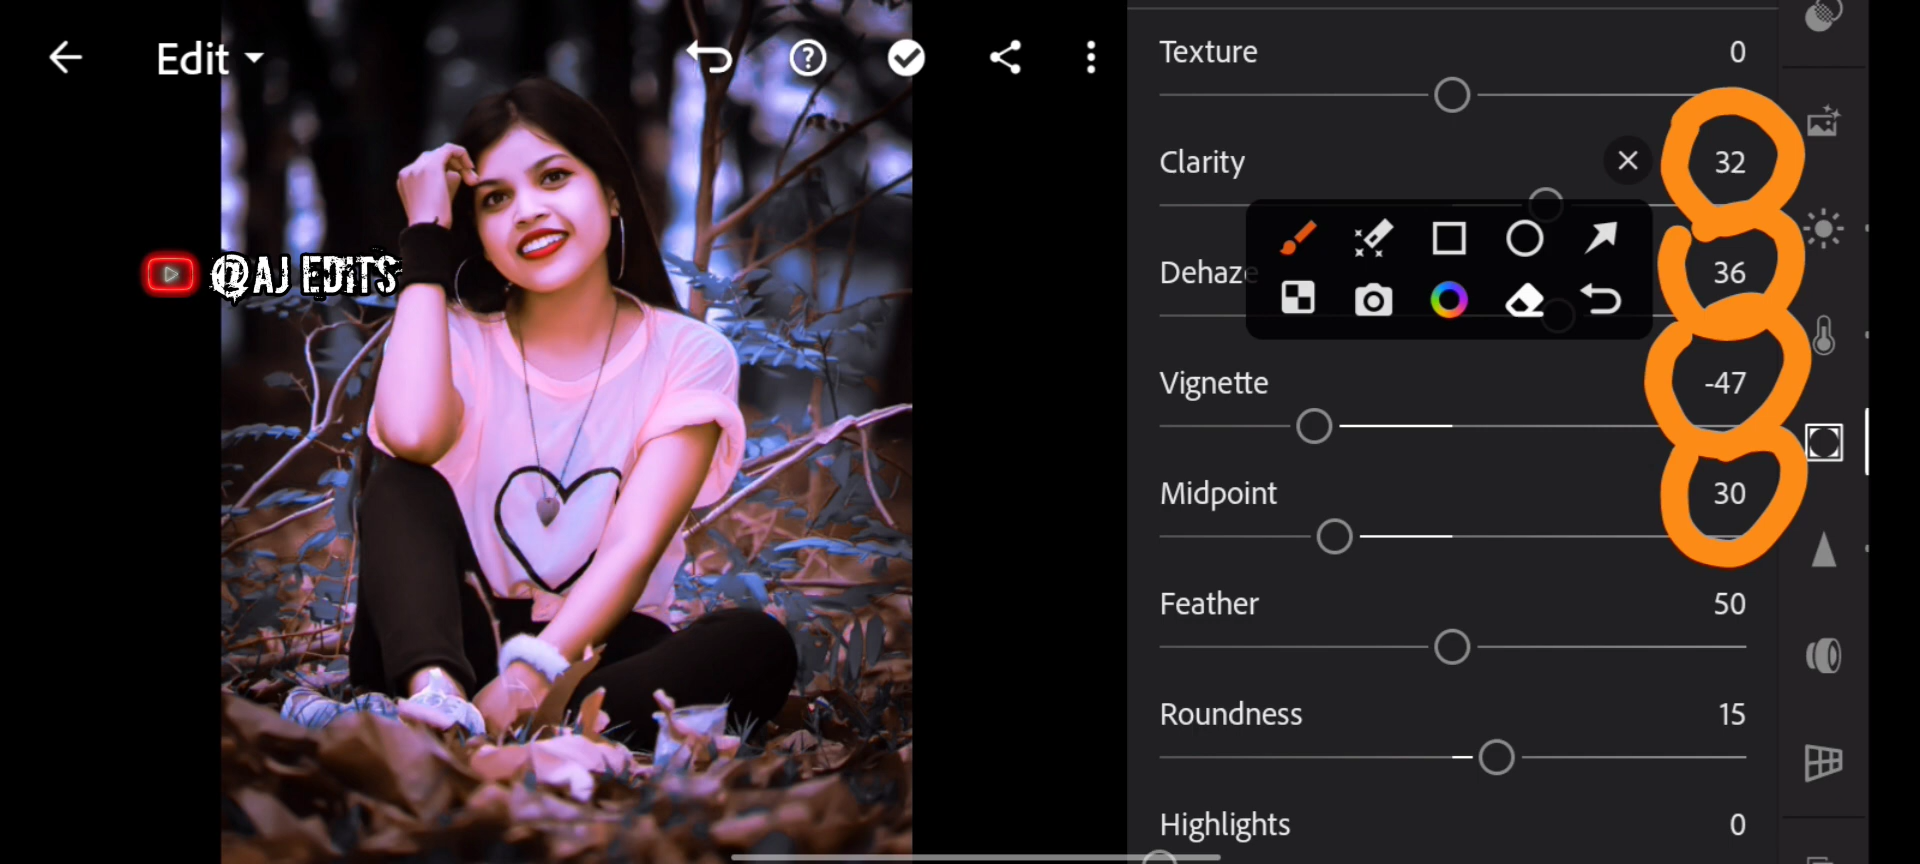 Edit
@AJ EDITS
Texture 0
Clarity 32
Dehaze 36
Vignette -47
Midpoint 30
Feather 50
Roundness 15
Highlights 0